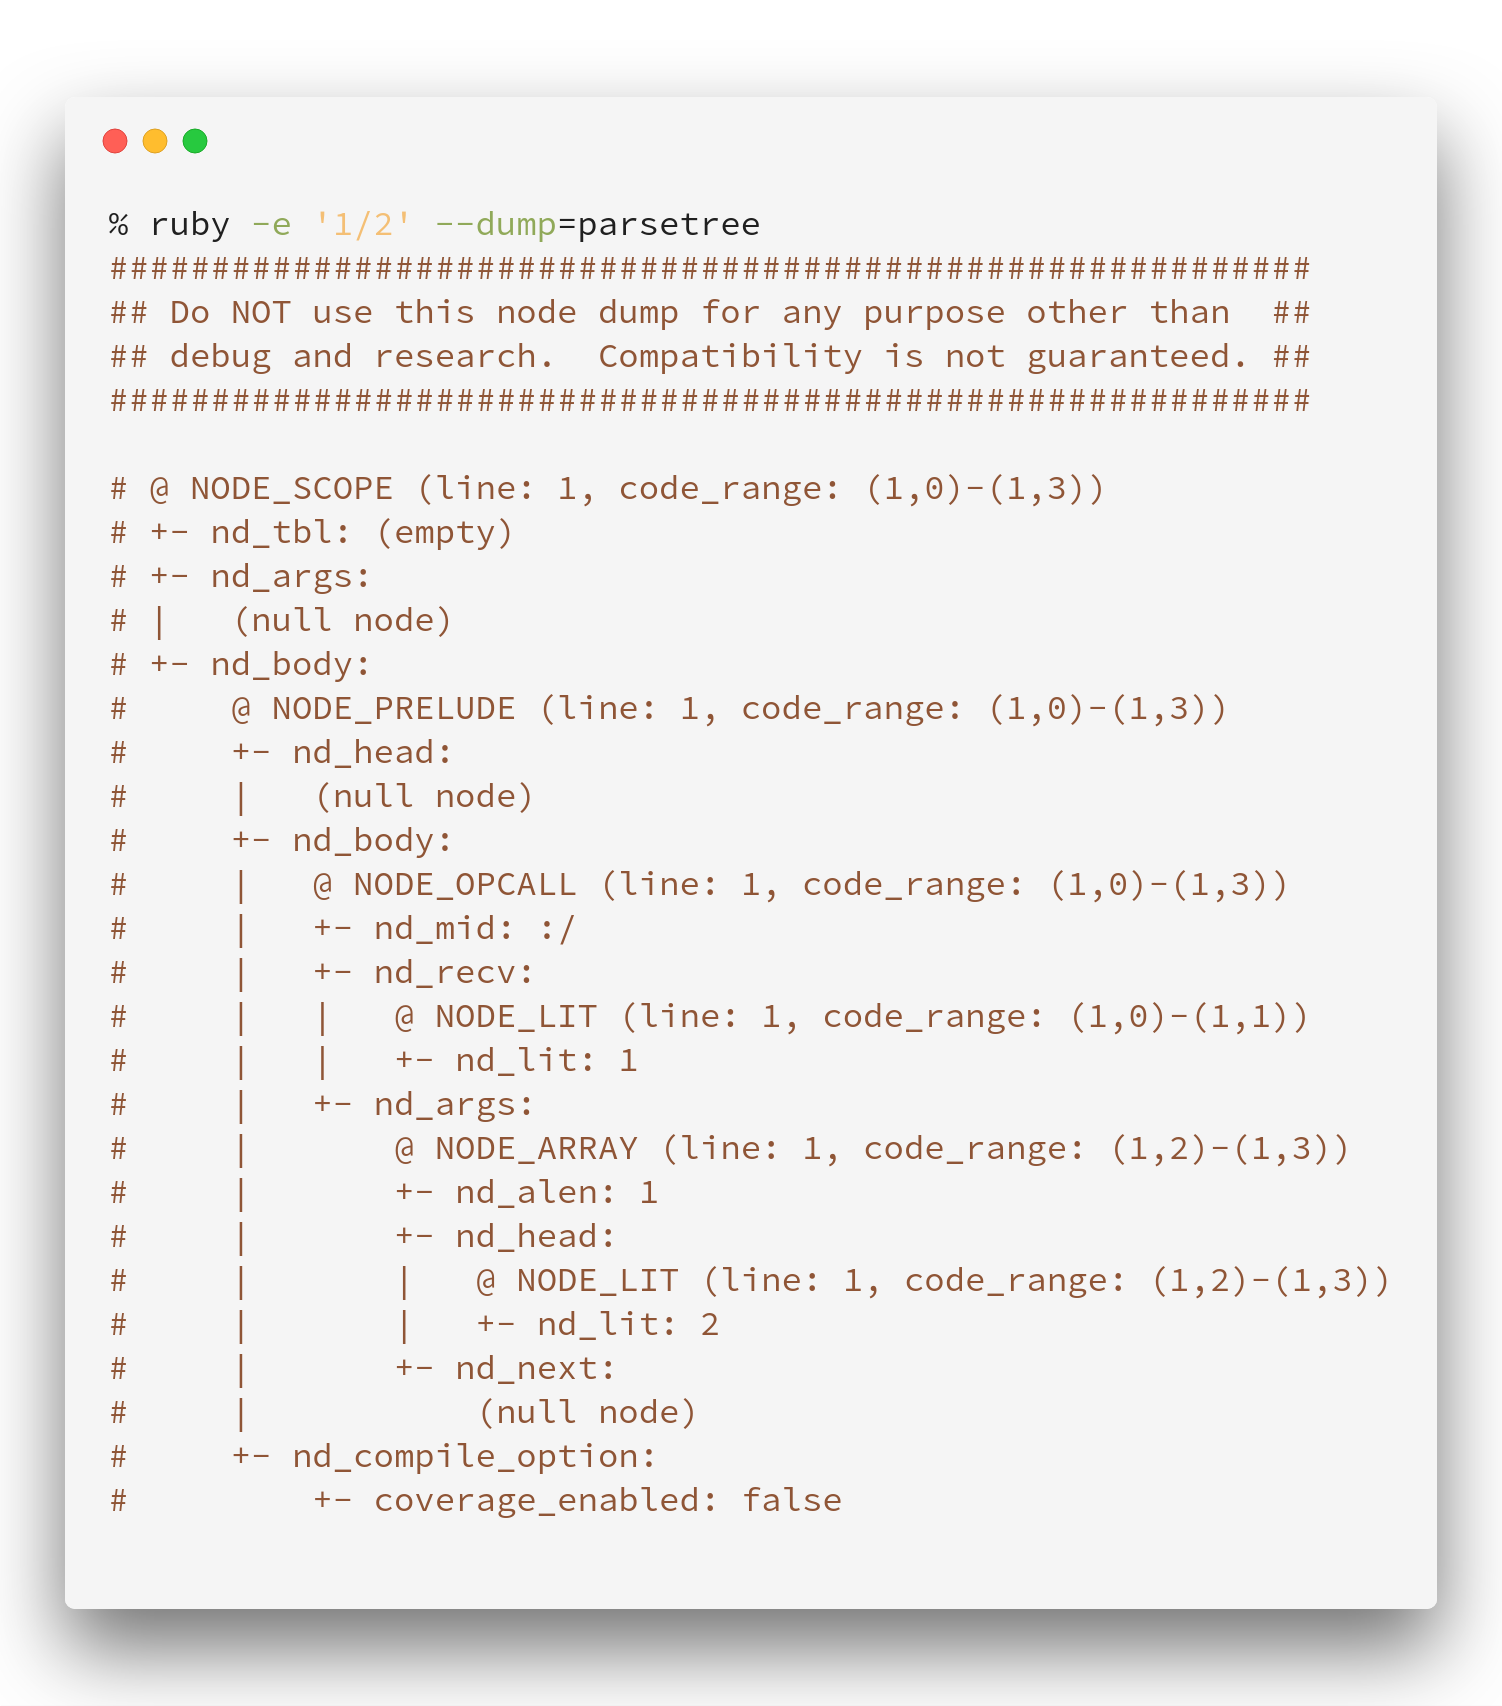 % ruby -e '1/2' --dump=parsetree
###########################################################
## Do NOT use this node dump for any purpose other than  ##
## debug and research.  Compatibility is not guaranteed. ##
###########################################################

# @ NODE_SCOPE (line: 1, code_range: (1,0)-(1,3))
# +- nd_tbl: (empty)
# +- nd_args:
# |   (null node)
# +- nd_body:
#     @ NODE_PRELUDE (line: 1, code_range: (1,0)-(1,3))
#     +- nd_head:
#     |   (null node)
#     +- nd_body:
#     |   @ NODE_OPCALL (line: 1, code_range: (1,0)-(1,3))
#     |   +- nd_mid: :/
#     |   +- nd_recv:
#     |   |   @ NODE_LIT (line: 1, code_range: (1,0)-(1,1))
#     |   |   +- nd_lit: 1
#     |   +- nd_args:
#     |       @ NODE_ARRAY (line: 1, code_range: (1,2)-(1,3))
#     |       +- nd_alen: 1
#     |       +- nd_head:
#     |       |   @ NODE_LIT (line: 1, code_range: (1,2)-(1,3))
#     |       |   +- nd_lit: 2
#     |       +- nd_next:
#     |           (null node)
#     +- nd_compile_option:
#         +- coverage_enabled: false